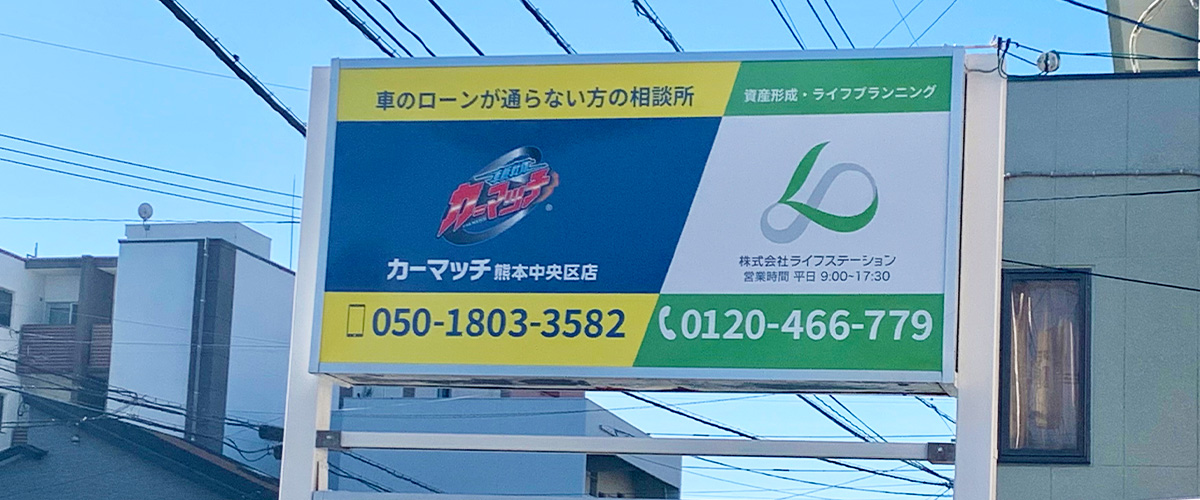 車のローンが通らない方の相談所
カーマッチ
カーマッチ 熊本中央区店
050-1803-3582
資産形成・ライフプランニング
株式会社ライフステーション
営業時間 平日 9:00~17:30
0120-466-779